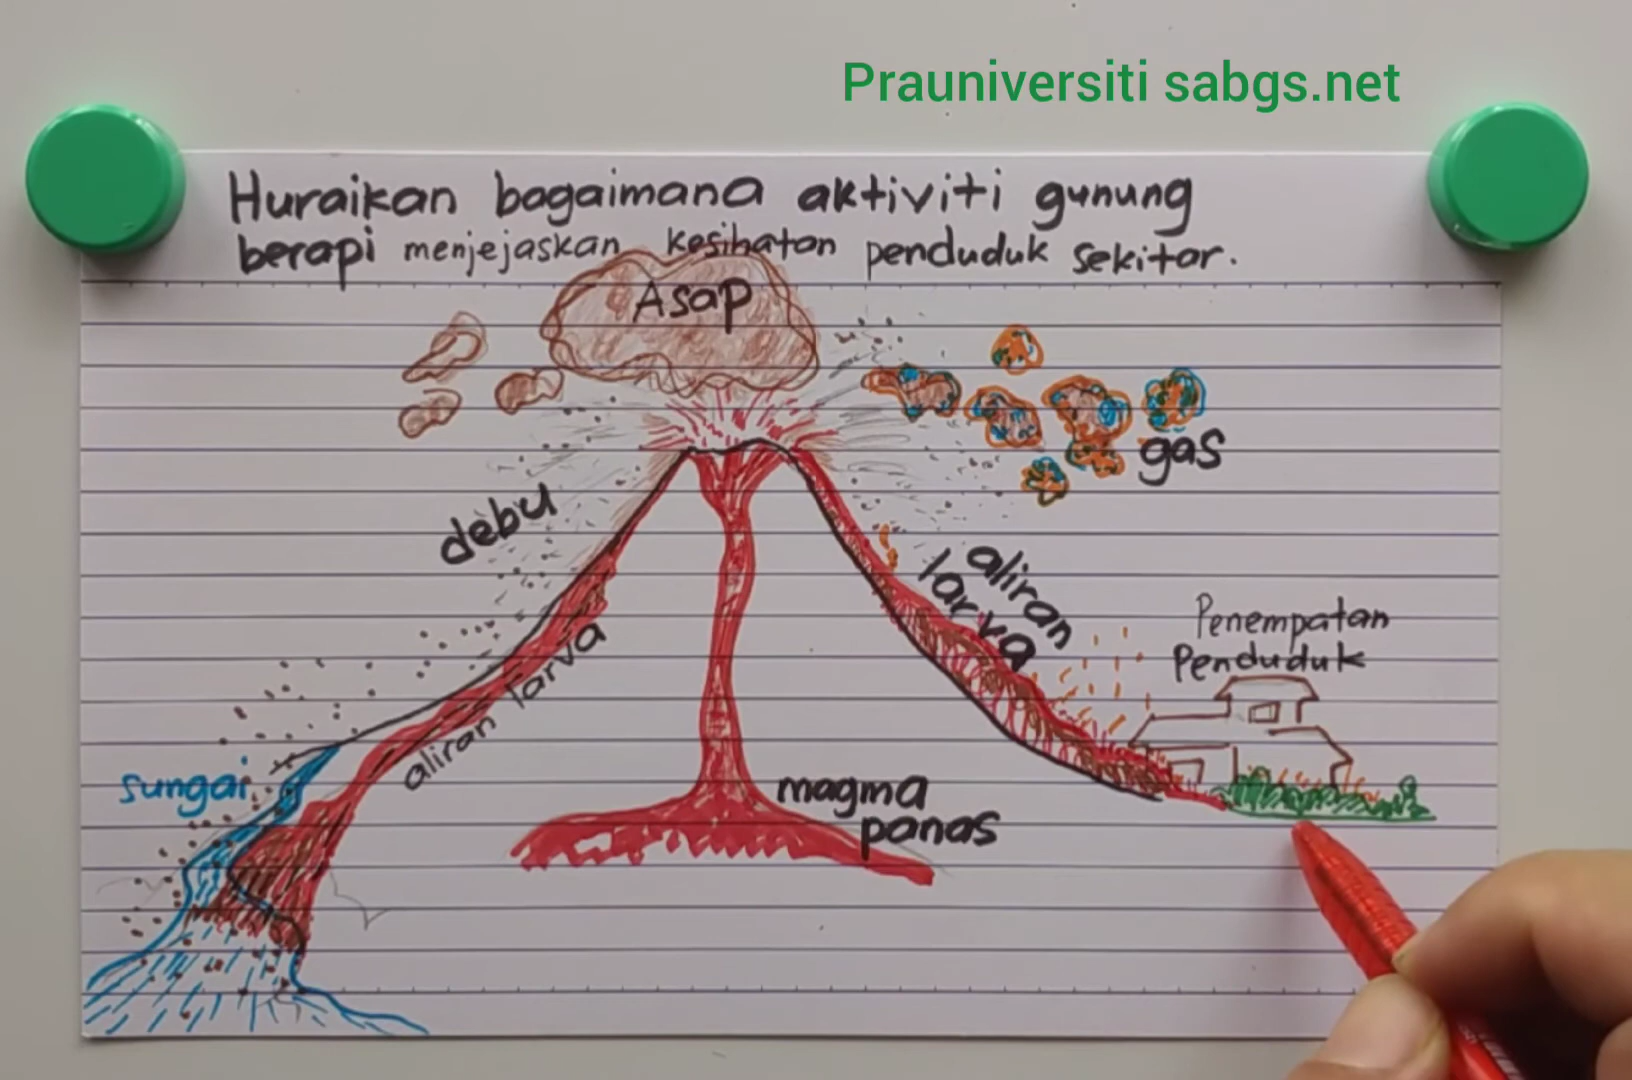 Prauniversiti sabgs.net
Huraikan bagaimana aktiviti gunung
berapi menjejaskan kesihatan penduduk sekitar.
Asap
gas
debu
aliran
larva
Penempatan
Penduduk
aliran larva
sungai
magma
panas